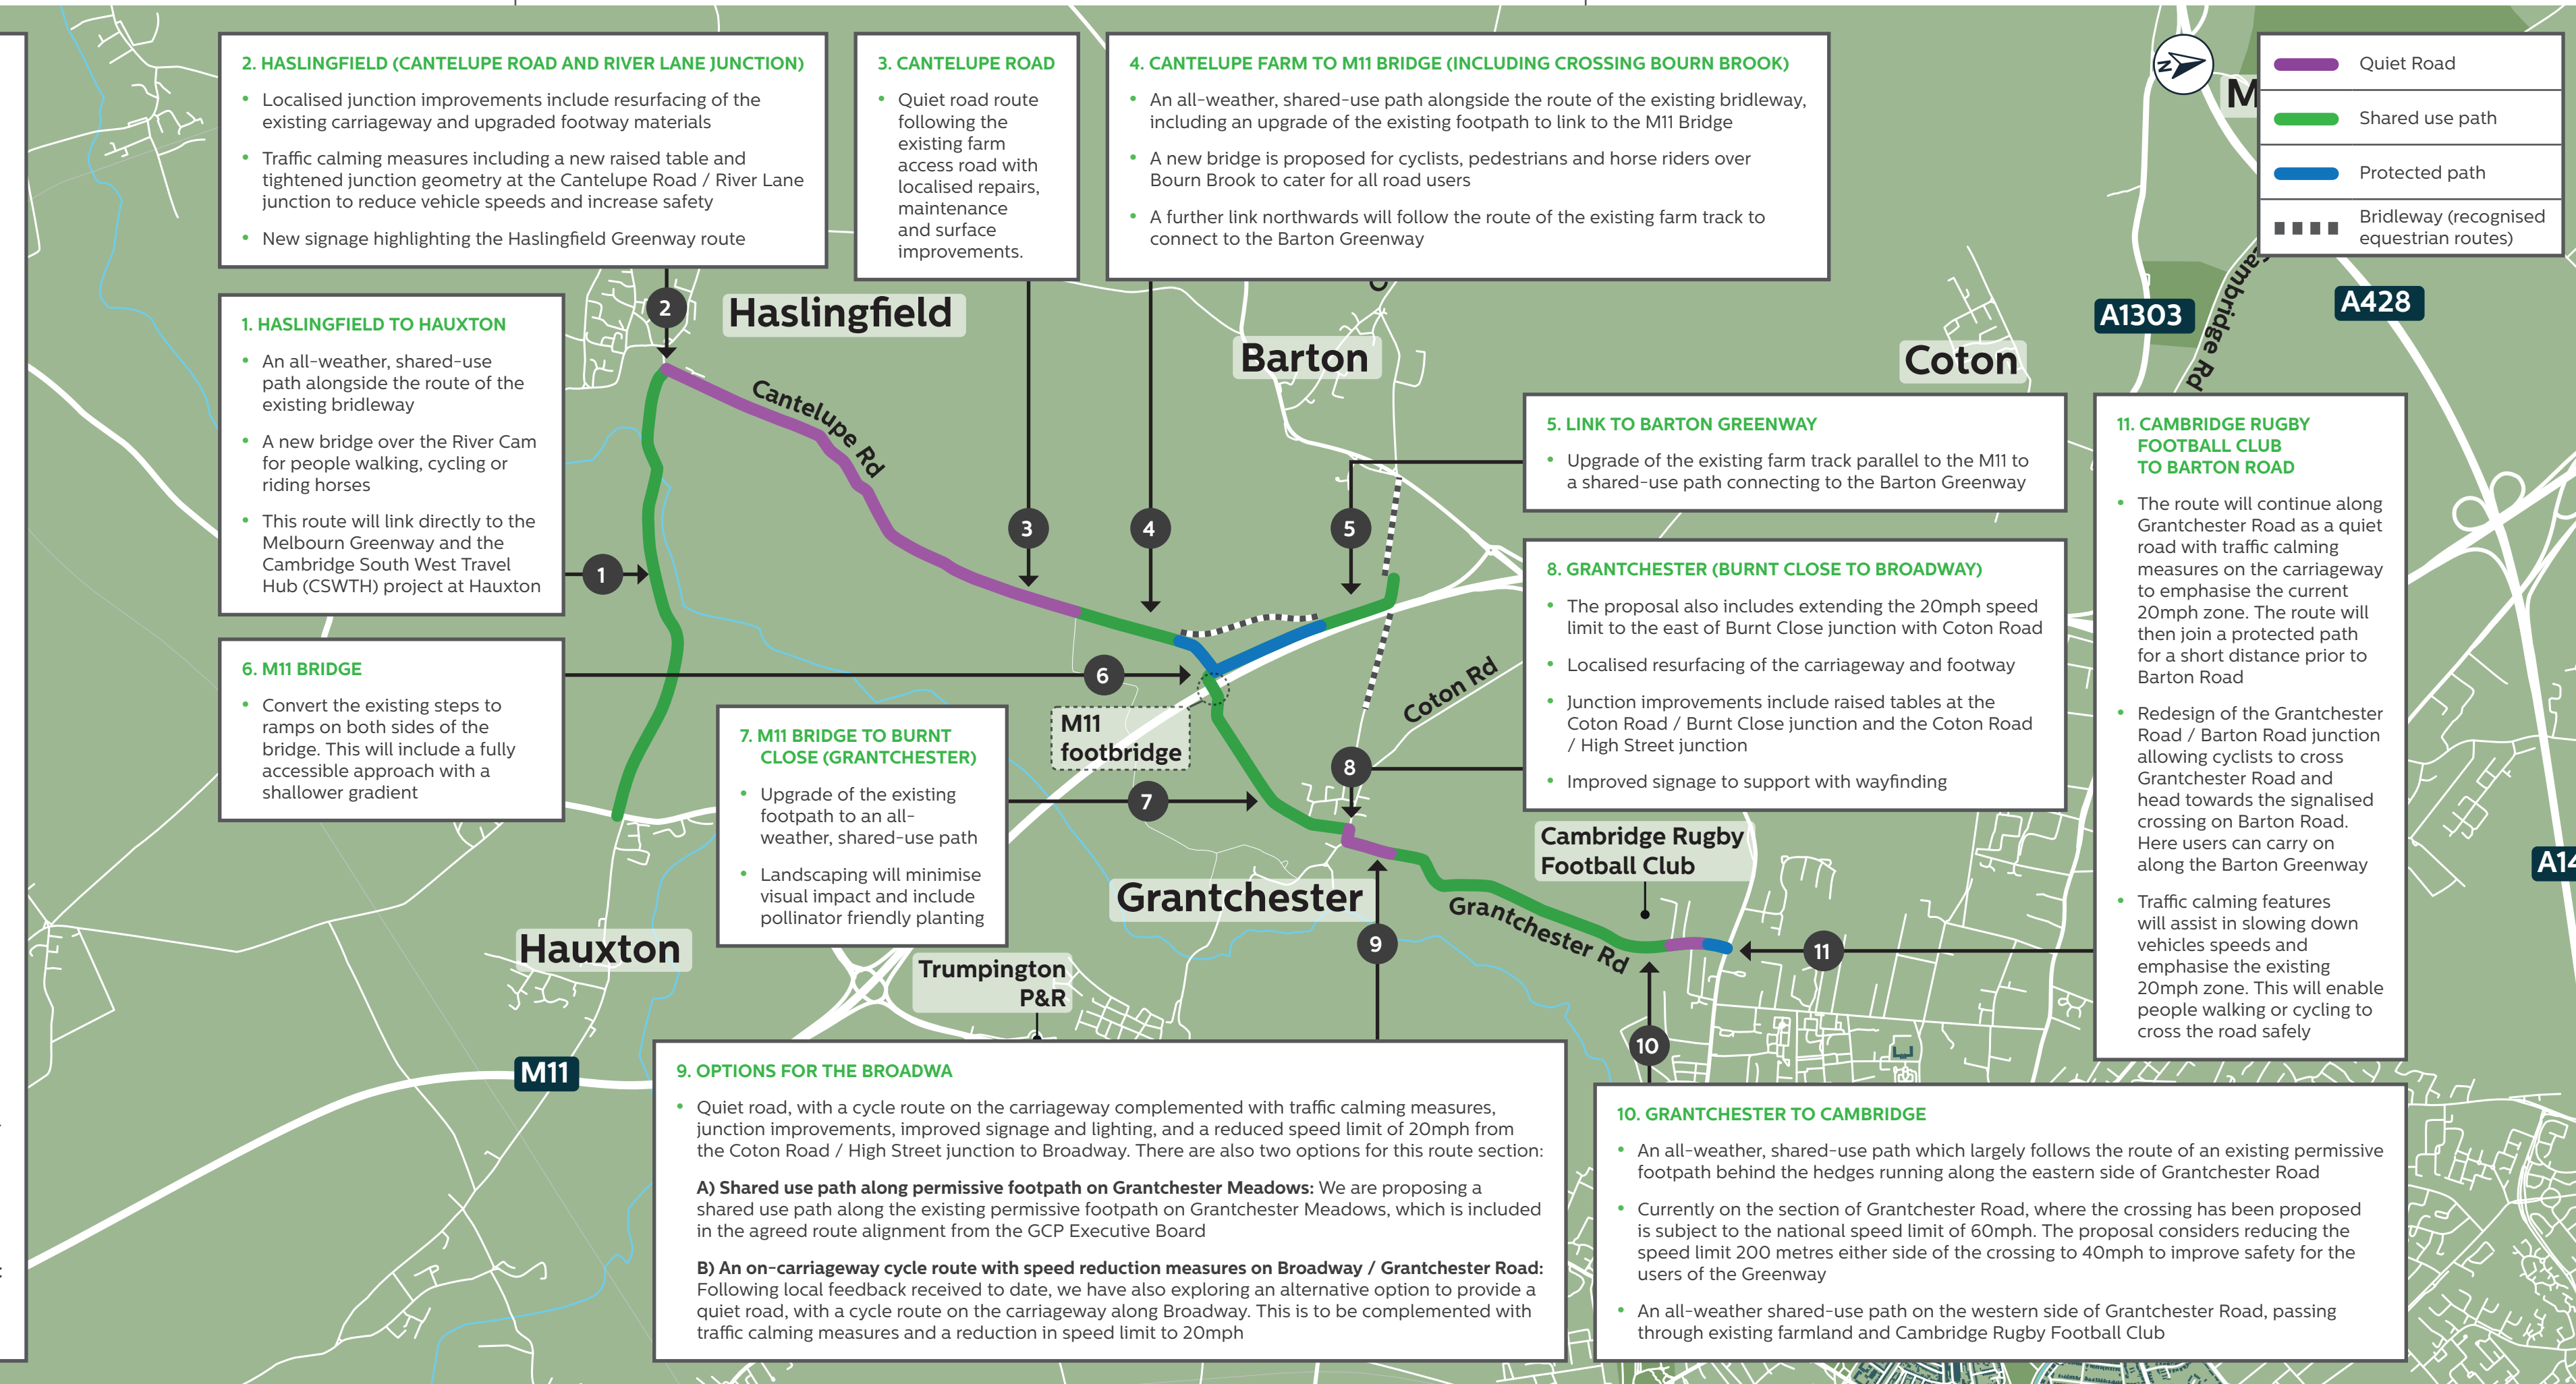 2. HASLINGFIELD (CANTELUPE ROAD AND RIVER LANE JUNCTION)
• Localised junction improvements include resurfacing of the
existing carriageway and upgraded footway materials
• Traffic calming measures including a new raised table and
tightened junction geometry at the Cantelupe Road / River Lane
junction to reduce vehicle speeds and increase safety
• New signage highlighting the Haslingfield Greenway route
3. CANTELUPE ROAD
• Quiet road route
following the
existing farm
access road with
localised repairs,
maintenance
and surface
improvements.
4. CANTELUPE FARM TO M11 BRIDGE (INCLUDING CROSSING BOURN BROOK)
• An all-weather, shared-use path alongside the route of the existing bridleway,
including an upgrade of the existing footpath to link to the M11 Bridge
• A new bridge is proposed for cyclists, pedestrians and horse riders over
Bourn Brook to cater for all road users
• A further link northwards will follow the route of the existing farm track to
connect to the Barton Greenway
N
M
Quiet Road
Shared use path
Protected path
Bridleway (recognised
equestrian routes)
1. HASLINGFIELD TO HAUXTON
• An all-weather, shared-use
path alongside the route of the
existing bridleway
• A new bridge over the River Cam
for people walking, cycling or
riding horses
• This route will link directly to the
Melbourn Greenway and the
Cambridge South West Travel
Hub (CSWTH) project at Hauxton
2
Haslingfield
Barton
Coton
A1303
A428
Cambridge Rd
Cantelupe Rd
1
3
4
5
5. LINK TO BARTON GREENWAY
• Upgrade of the existing farm track parallel to the M11 to
a shared-use path connecting to the Barton Greenway
11. CAMBRIDGE RUGBY
FOOTBALL CLUB
TO BARTON ROAD
• The route will continue along
Grantchester Road as a quiet
road with traffic calming
measures on the carriageway
to emphasise the current
20mph zone. The route will
then join a protected path
for a short distance prior to
Barton Road
• Redesign of the Grantchester
Road / Barton Road junction
allowing cyclists to cross
Grantchester Road and
head towards the signalised
crossing on Barton Road.
Here users can carry on
along the Barton Greenway
• Traffic calming features
will assist in slowing down
vehicles speeds and
emphasise the existing
20mph zone. This will enable
people walking or cycling to
cross the road safely
8. GRANTCHESTER (BURNT CLOSE TO BROADWAY)
• The proposal also includes extending the 20mph speed
limit to the east of Burnt Close junction with Coton Road
• Localised resurfacing of the carriageway and footway
• Junction improvements include raised tables at the
Coton Road / Burnt Close junction and the Coton Road
/ High Street junction
• Improved signage to support with wayfinding
6. M11 BRIDGE
• Convert the existing steps to
ramps on both sides of the
bridge. This will include a fully
accessible approach with a
shallower gradient
6
M11
footbridge
Coton Rd
7. M11 BRIDGE TO BURNT
CLOSE (GRANTCHESTER)
• Upgrade of the existing
footpath to an all-
weather, shared-use path
• Landscaping will minimise
visual impact and include
pollinator friendly planting
7
8
Cambridge Rugby
Football Club
A14
Grantchester
Grantchester Rd
Hauxton
9
11
Trumpington
P&R
10
M11
9. OPTIONS FOR THE BROADWA
• Quiet road, with a cycle route on the carriageway complemented with traffic calming measures,
junction improvements, improved signage and lighting, and a reduced speed limit of 20mph from
the Coton Road / High Street junction to Broadway. There are also two options for this route section:
A) Shared use path along permissive footpath on Grantchester Meadows: We are proposing a
shared use path along the existing permissive footpath on Grantchester Meadows, which is included
in the agreed route alignment from the GCP Executive Board
B) An on-carriageway cycle route with speed reduction measures on Broadway / Grantchester Road:
Following local feedback received to date, we have also exploring an alternative option to provide a
quiet road, with a cycle route on the carriageway along Broadway. This is to be complemented with
traffic calming measures and a reduction in speed limit to 20mph
10. GRANTCHESTER TO CAMBRIDGE
• An all-weather, shared-use path which largely follows the route of an existing permissive
footpath behind the hedges running along the eastern side of Grantchester Road
• Currently on the section of Grantchester Road, where the crossing has been proposed
is subject to the national speed limit of 60mph. The proposal considers reducing the
speed limit 200 metres either side of the crossing to 40mph to improve safety for the
users of the Greenway
• An all-weather shared-use path on the western side of Grantchester Road, passing
through existing farmland and Cambridge Rugby Football Club